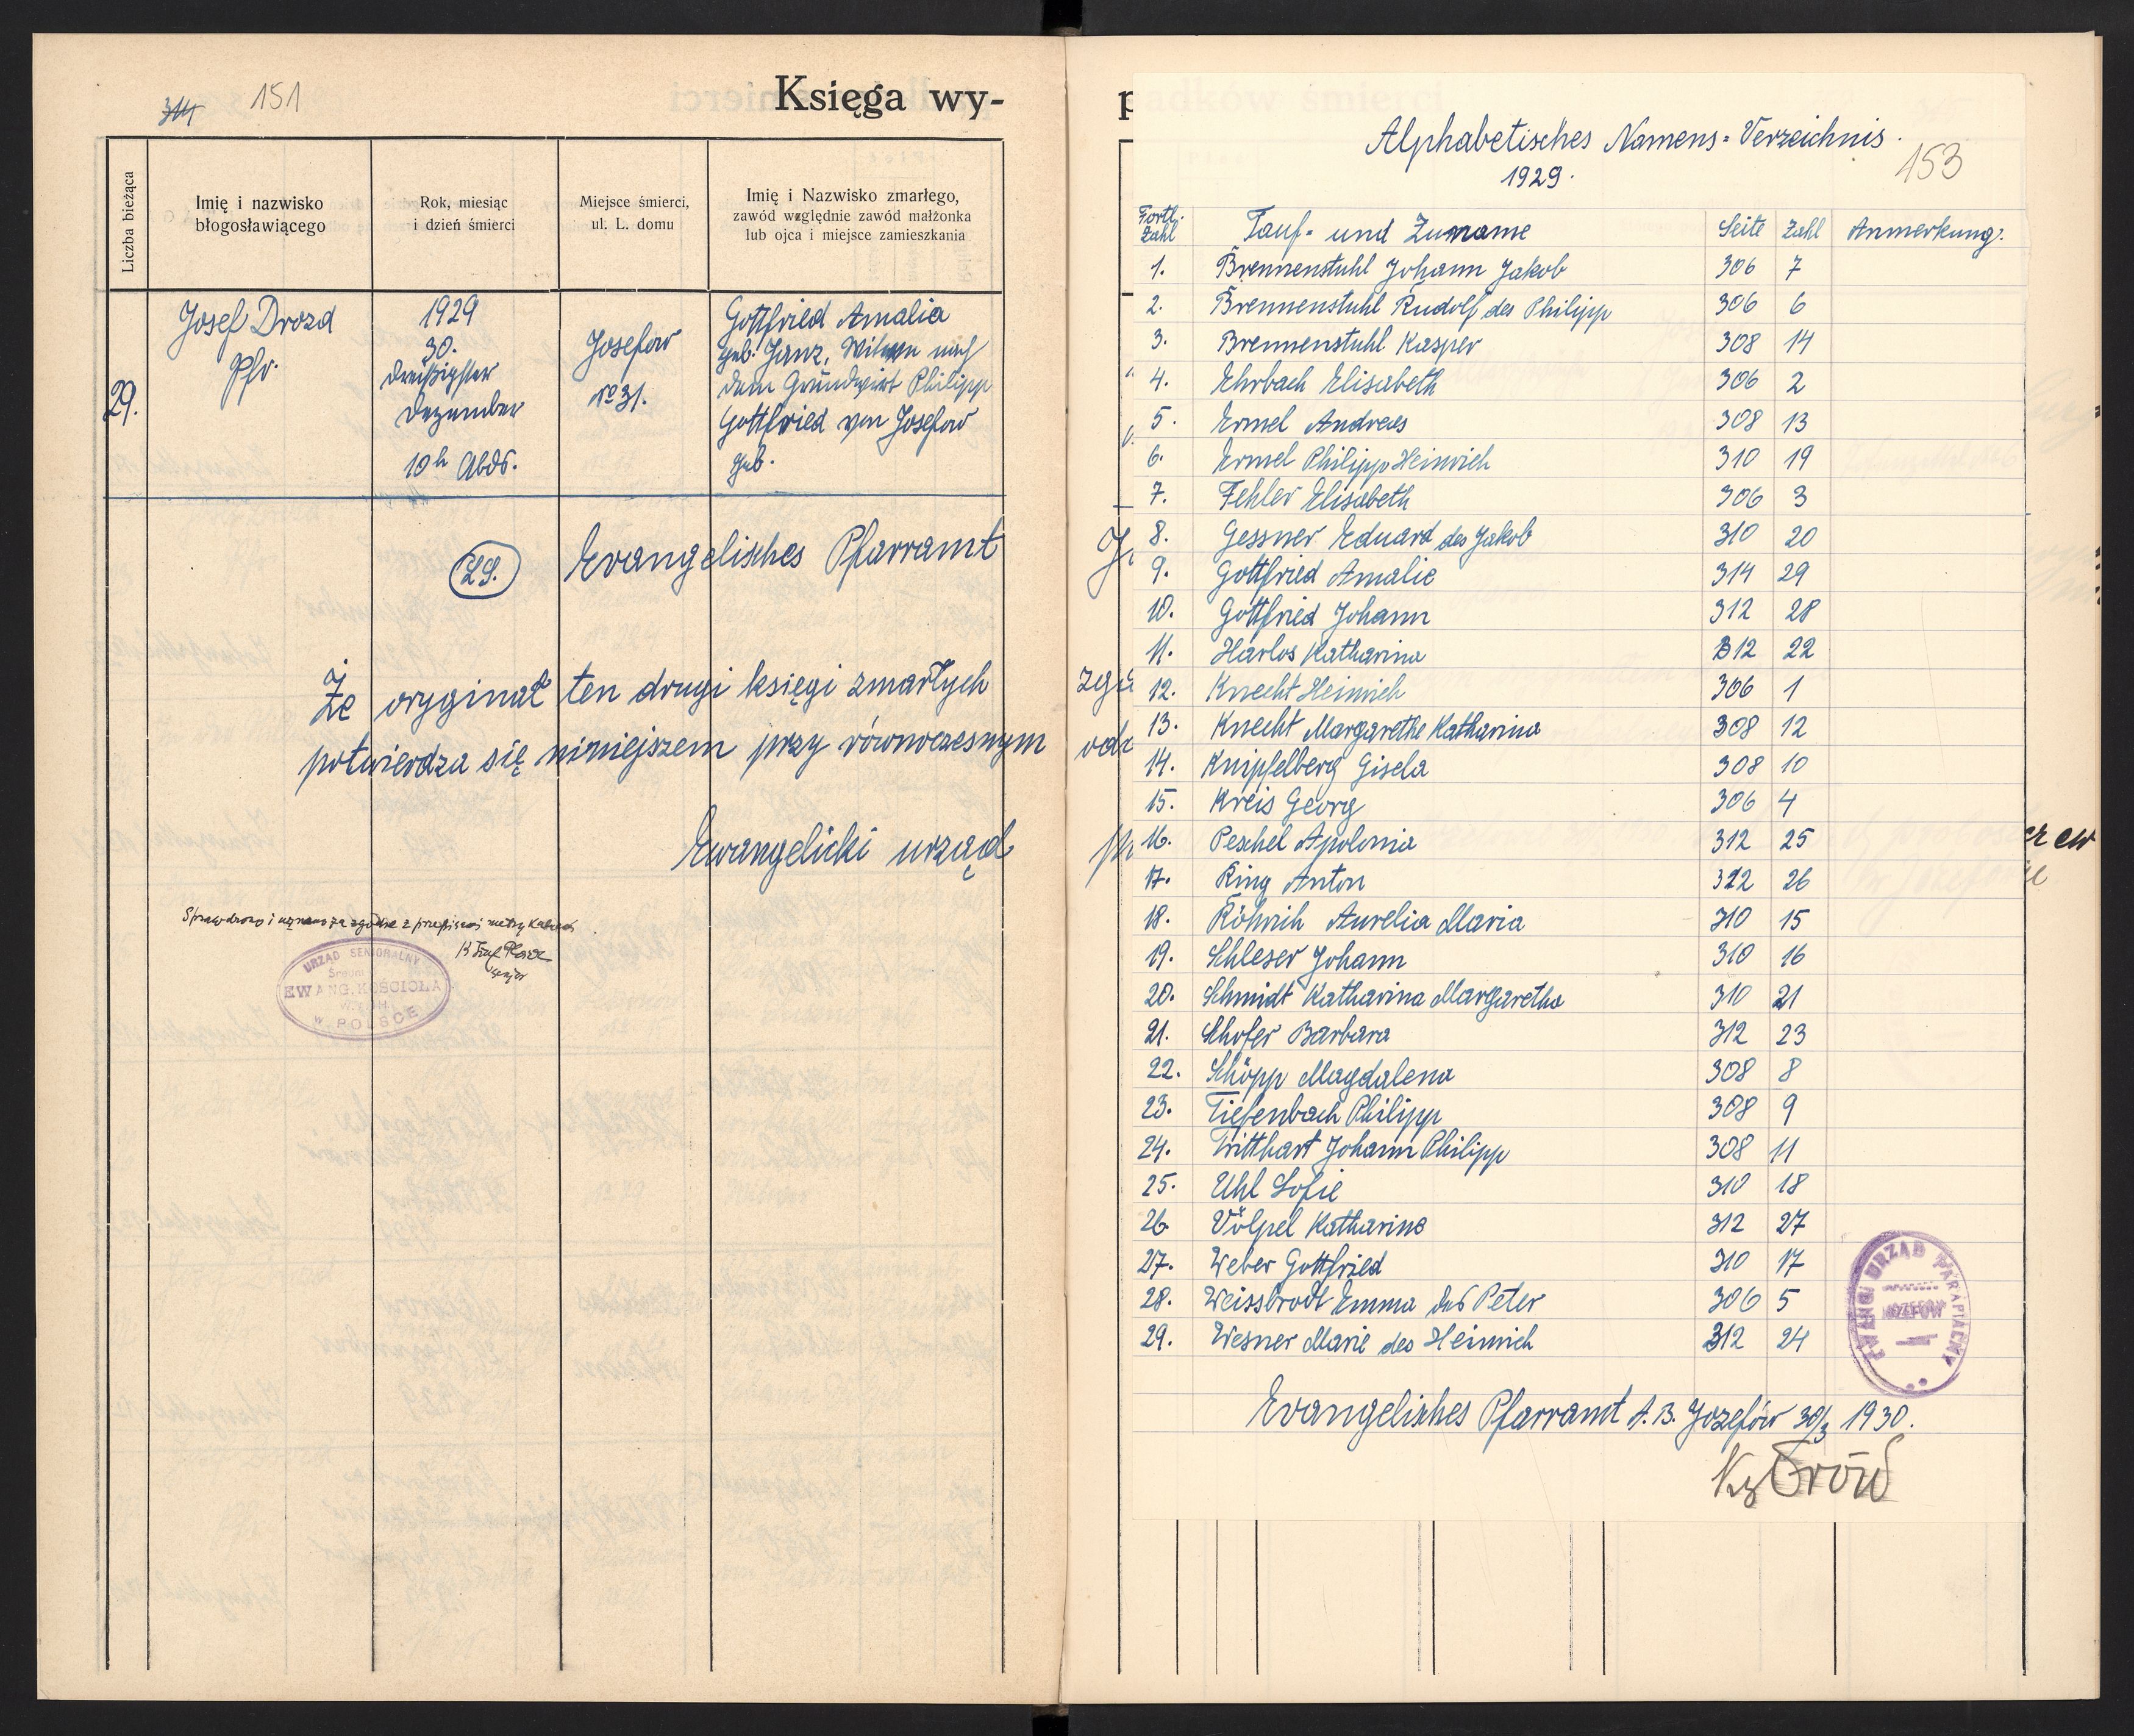 151
Księga wy-
Liczba bieżąca
Imię i nazwisko
błogosławiącego
Rok, miesiąc
i dzień śmierci
Miejsce śmierci,
ul. L. domu
Imię i Nazwisko zmarłego,
zawód względnie zawód małżonka
lub ojca i miejsce zamieszkania
29.
Josef Drozd
Pfr.
1929
30.
dreißigster
Dezember
10h Abds.
Josefow
No 31.
Gottfried Amalia
geb. Janz, Witwe nach
dem Grundwirt Philipp
Gottfried von Josefow
geb.
29.
Evangelisches Pfarramt
Że oryginał ten drugi księgi zmarłych
potwierdza się niniejszem przy równoczesnym
Ewangelicki urząd
Sprawdzono i uznano za zgodne z przepisami
URZĄD SENIORALNY
EWANG. KOŚCIOŁA
W POLSCE
Alphabetisches Namens-Verzeichnis.
1929.
153
Fortl. Zahl Tauf- und Zuname Seite Zahl Anmerkung:
1. Brennenstuhl Johann Jakob 306 7
2. Brennenstuhl Rudolf des Philipp 306 6
3. Brennenstuhl Kasper 308 14
4. Ehrbach Elisabeth 306 2
5. Ermel Andreas 308 13
6. Ermel Philipp Heinrich 310 19
7. Fehler Elisabeth 306 3
8. Gessner Eduard des Jakob 310 20
9. Gottfried Amalie 314 29
10. Gottfried Johann 312 28
11. Harlos Katharina 312 22
12. Knecht Heinrich 306 1
13. Knecht Margarethe Katharina 308 12
14. Knipfelberg Gisela 308 10
15. Kreis Georg 306 4
16. Peschel Apolonia 312 25
17. Ring Anton 312 26
18. Röhrich Aurelia Maria 310 15
19. Schleser Johann 310 16
20. Schmidt Katharina Margaretha 310 21
21. Schofer Barbara 312 23
22. Schöpp Magdalena 308 8
23. Tiefenbach Philipp 308 9
24. Tritthart Johann Philipp 308 11
25. Uhl Sofie 310 18
26 Völpel Katharine 312 27
27. Weber Gottfried 310 17
28. Weissbrodt Emma des Peter 306 5
29. Wesner Marie des Heinrich 312 24
EWANG. URZĄD PARAFIALNY
JÓZEFÓW
Evangelisches Pfarramt A.B. Jozefów 30/3 1930.